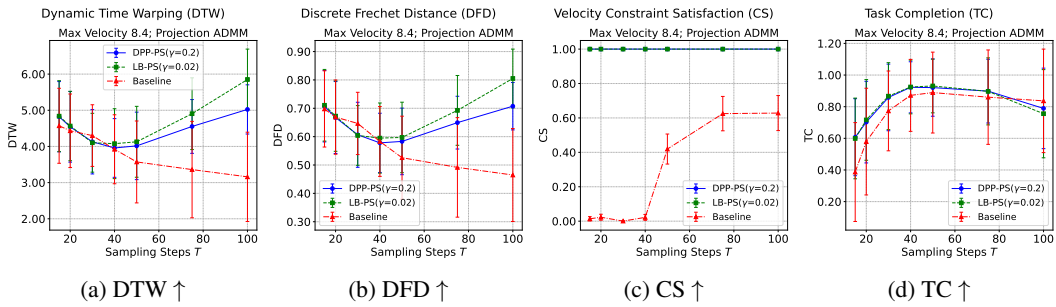 Dynamic Time Warping (DTW)
Max Velocity 8.4; Projection ADMM
DPP-PS(γ=0.2)
LB-PS(γ=0.02)
Baseline
6.00
5.00
4.00
3.00
2.00
DTW
20 40 60 80 100
Sampling Steps T
(a) DTW ↑
Discrete Frechet Distance (DFD)
Max Velocity 8.4; Projection ADMM
0.90
0.80
0.70
0.60
0.50
0.40
0.30
DFD
DPP-PS(γ=0.2)
LB-PS(γ=0.02)
Baseline
20 40 60 80 100
Sampling Steps T
(b) DFD ↑
Velocity Constraint Satisfaction (CS)
Max Velocity 8.4; Projection ADMM
1.00
0.80
0.60
0.40
0.20
0.00
CS
DPP-PS(γ=0.2)
LB-PS(γ=0.02)
Baseline
20 40 60 80 100
Sampling Steps T
(c) CS ↑
Task Completion (TC)
Max Velocity 8.4; Projection ADMM
1.20
1.00
0.80
0.60
0.40
0.20
TC
DPP-PS(γ=0.2)
LB-PS(γ=0.02)
Baseline
20 40 60 80 100
Sampling Steps T
(d) TC ↑